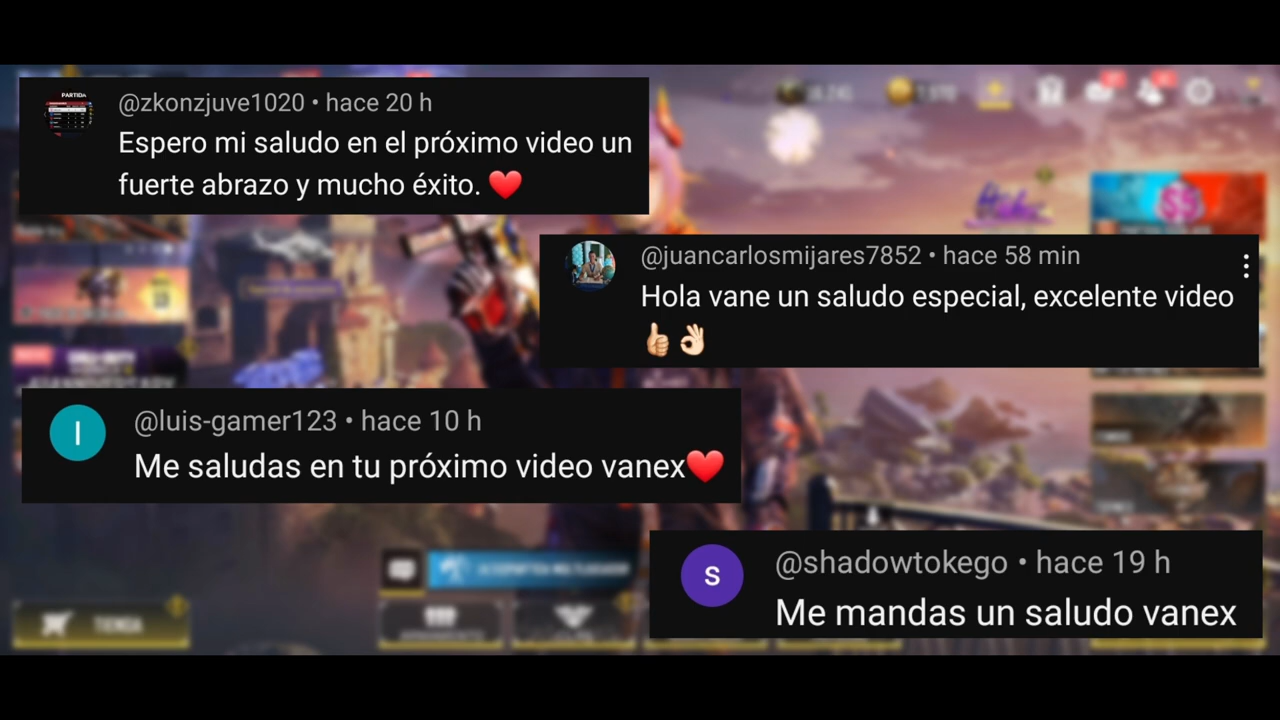 PARTIDA
@zkonzjuve1020 • hace 20 h
Espero mi saludo en el próximo video un
fuerte abrazo y mucho éxito. ❤️
@juancarlosmijares7852 • hace 58 min
Hola vane un saludo especial, excelente video
👍🏻👌🏻
I
@luis-gamer123 • hace 10 h
Me saludas en tu próximo video vanex❤️
S
@shadowtokego • hace 19 h
Me mandas un saludo vanex
TIENDA